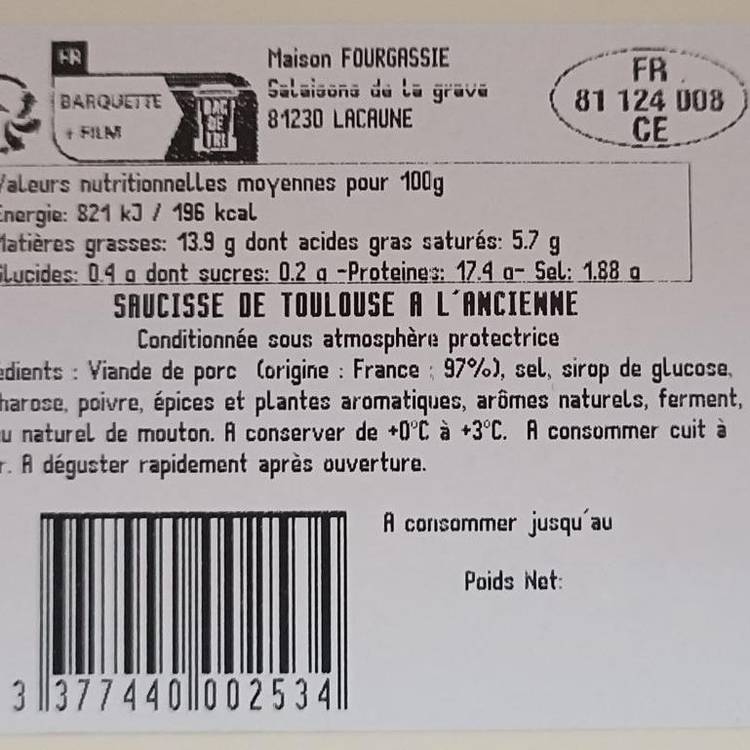 FR
BARQUETTE
+ FILM
BAC
DE
TRI
Maison FOURGASSIE
Salaisons de La grave
81230 LACAUNE
FR
81 124 008
CE
Valeurs nutritionnelles moyennes pour 100g
Energie: 821 kJ / 196 kcal
Matières grasses: 13.9 g dont acides gras saturés: 5.7 g
Glucides: 0.4 g dont sucres: 0.2 g -Proteines: 17.4 g- Sel: 1.88 g
SAUCISSE DE TOULOUSE A L'ANCIENNE
Conditionnée sous atmosphère protectrice
édients : Viande de porc (origine : France : 97%), sel, sirop de glucose,
harose, poivre, épices et plantes aromatiques, arômes naturels, ferment,
u naturel de mouton. A conserver de +0°C à +3°C. A consommer cuit à
r. A déguster rapidement après ouverture.
A consommer jusqu'au
Poids Net:
3 377440 002534